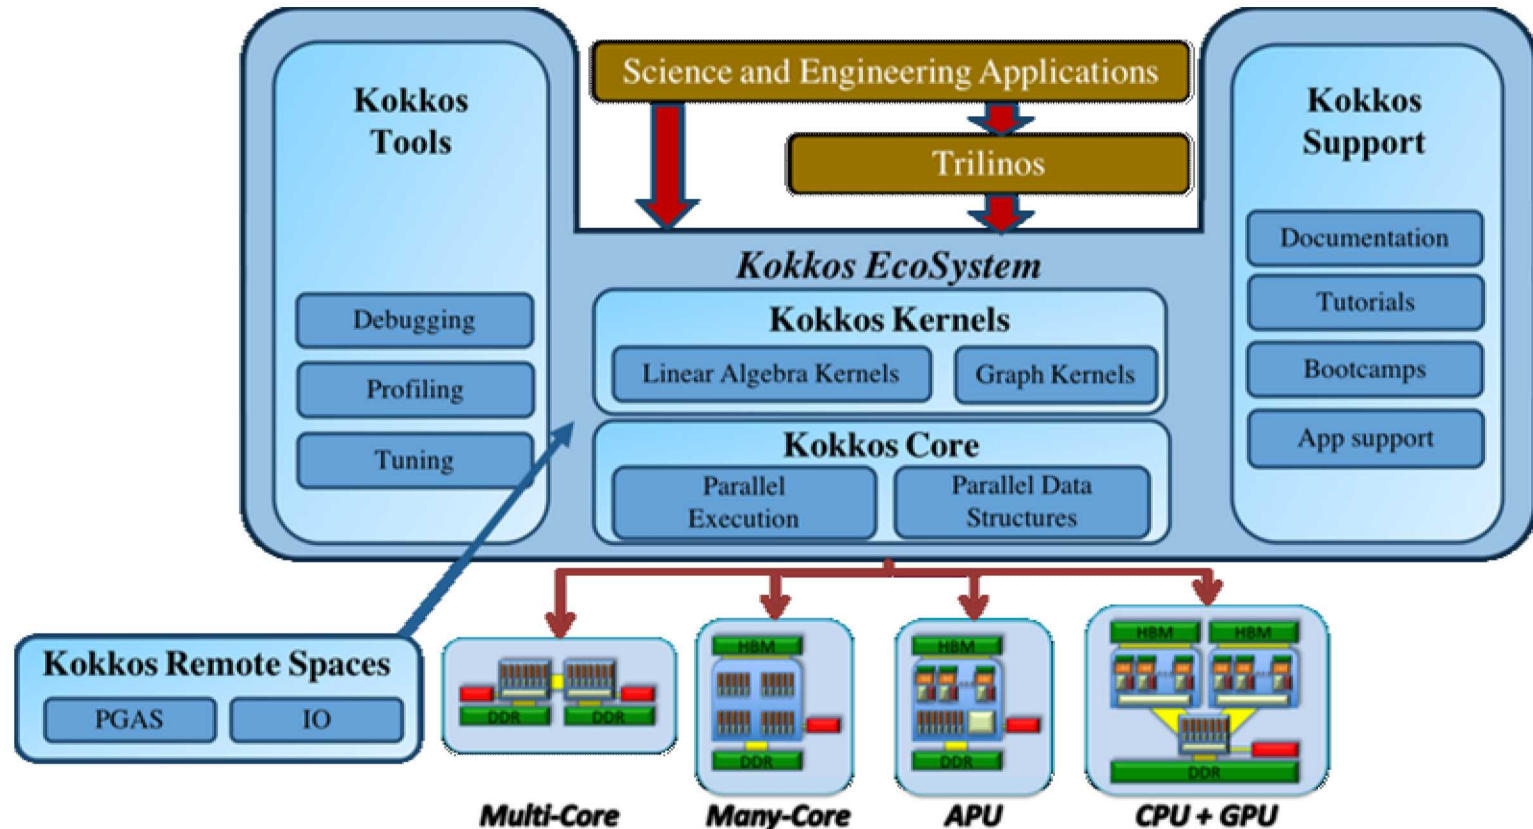 Kokkos
Tools
Debugging
Profiling
Tuning
Science and Engineering Applications
Trilinos
Kokkos EcoSystem
Kokkos Kernels
Linear Algebra Kernels
Graph Kernels
Kokkos Core
Parallel
Execution
Parallel Data
Structures
Kokkos
Support
Documentation
Tutorials
Bootcamps
App support
Kokkos Remote Spaces
PGAS
IO
DDR
DDR
Multi-Core
HBM
DDR
Many-Core
HBM
DDR
APU
HBM
HBM
DDR
CPU + GPU